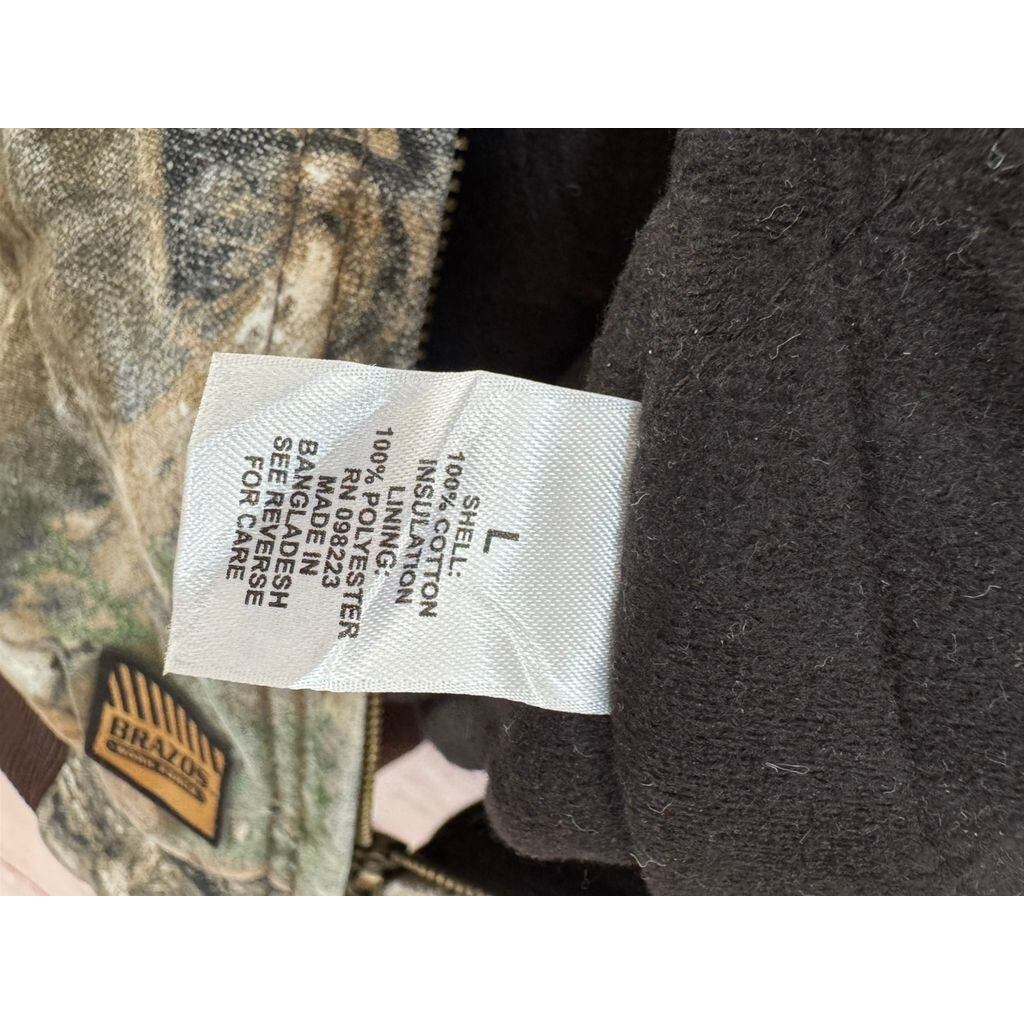 L
SHELL:
100% COTTON
INSULATION
LINING:
100% POLYESTER
RN 098223
MADE IN
BANGLADESH
SEE REVERSE
FOR CARE
BRAZOS